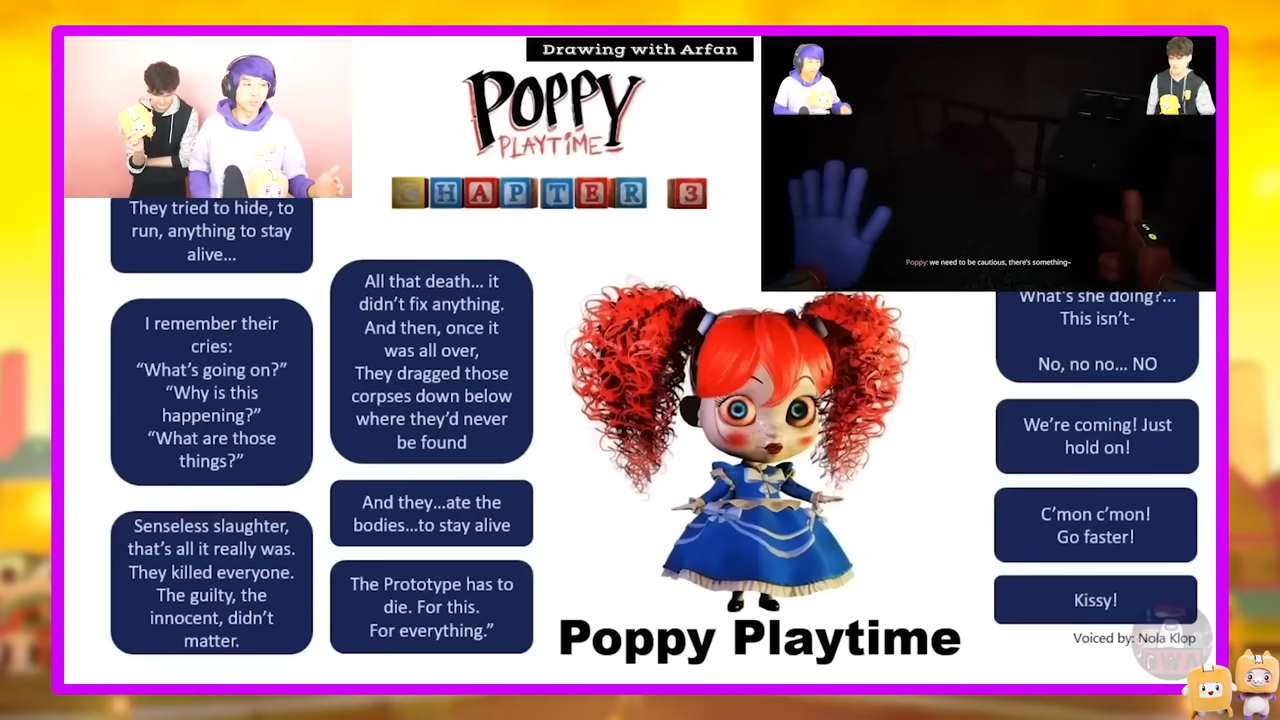 Drawing with Arfan
POPPY
PLAYTIME
CHAPTER 3
They tried to hide, to
run, anything to stay
alive...
I remember their
cries:
“What’s going on?”
“Why is this
happening?”
“What are those
things?”
Senseless slaughter,
that’s all it really was.
They killed everyone.
The guilty, the
innocent, didn’t
matter.
All that death... it
didn’t fix anything.
And then, once it
was all over,
They dragged those
corpses down below
where they’d never
be found
And they...ate the
bodies...to stay alive
The Prototype has to
die. For this.
For everything.”
Poppy Playtime
Poppy: we need to be cautious, there's something–
What’s she doing?...
This isn’t-
No, no no... NO
We’re coming! Just
hold on!
C’mon c’mon!
Go faster!
Kissy!
Voiced by: Nola Klop